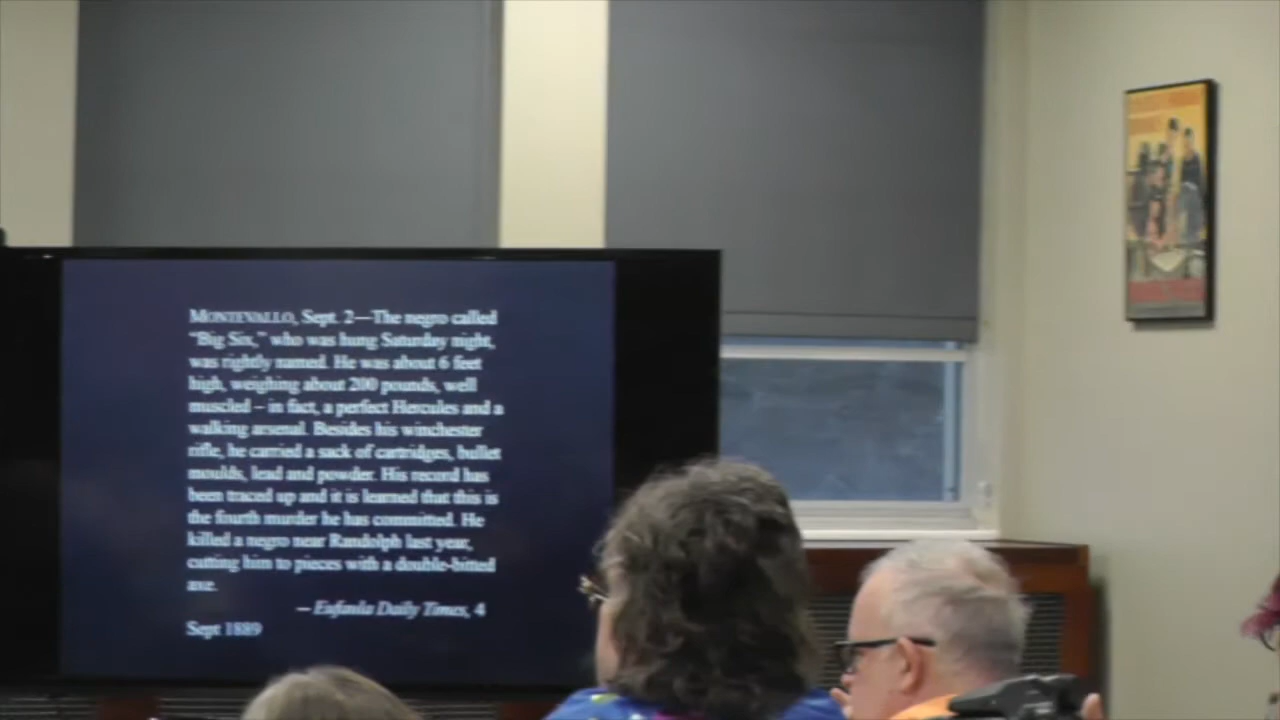 MONTEVALLO, Sept. 2—The negro called
"Big Six," who was hung Saturday night,
was rightly named. He was about 6 feet
high, weighing about 200 pounds, well
muscled – in fact, a perfect Hercules and a
walking arsenal. Besides his winchester
rifle, he carried a sack of cartridges, bullet
moulds, lead and powder. His record has
been traced up and it is learned that this is
the fourth murder he has committed. He
killed a negro near Randolph last year,
cutting him to pieces with a double-bitted
axe.
– Eufaula Daily Times, 4
Sept 1889